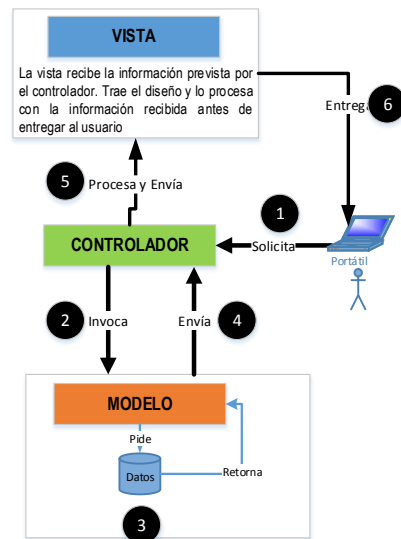 VISTA
La vista recibe la información prevista por
el controlador. Trae el diseño y lo procesa
con la información recibida antes de
entregar al usuario
6
Entrega
5
Procesa y Envía
1
Solicita
Portátil
CONTROLADOR
2
Invoca
Envía
4
MODELO
Pide
Datos
Retorna
3